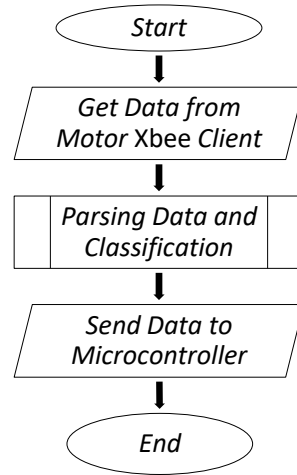 Start
Get Data from
Motor Xbee Client
Parsing Data and
Classification
Send Data to
Microcontroller
End